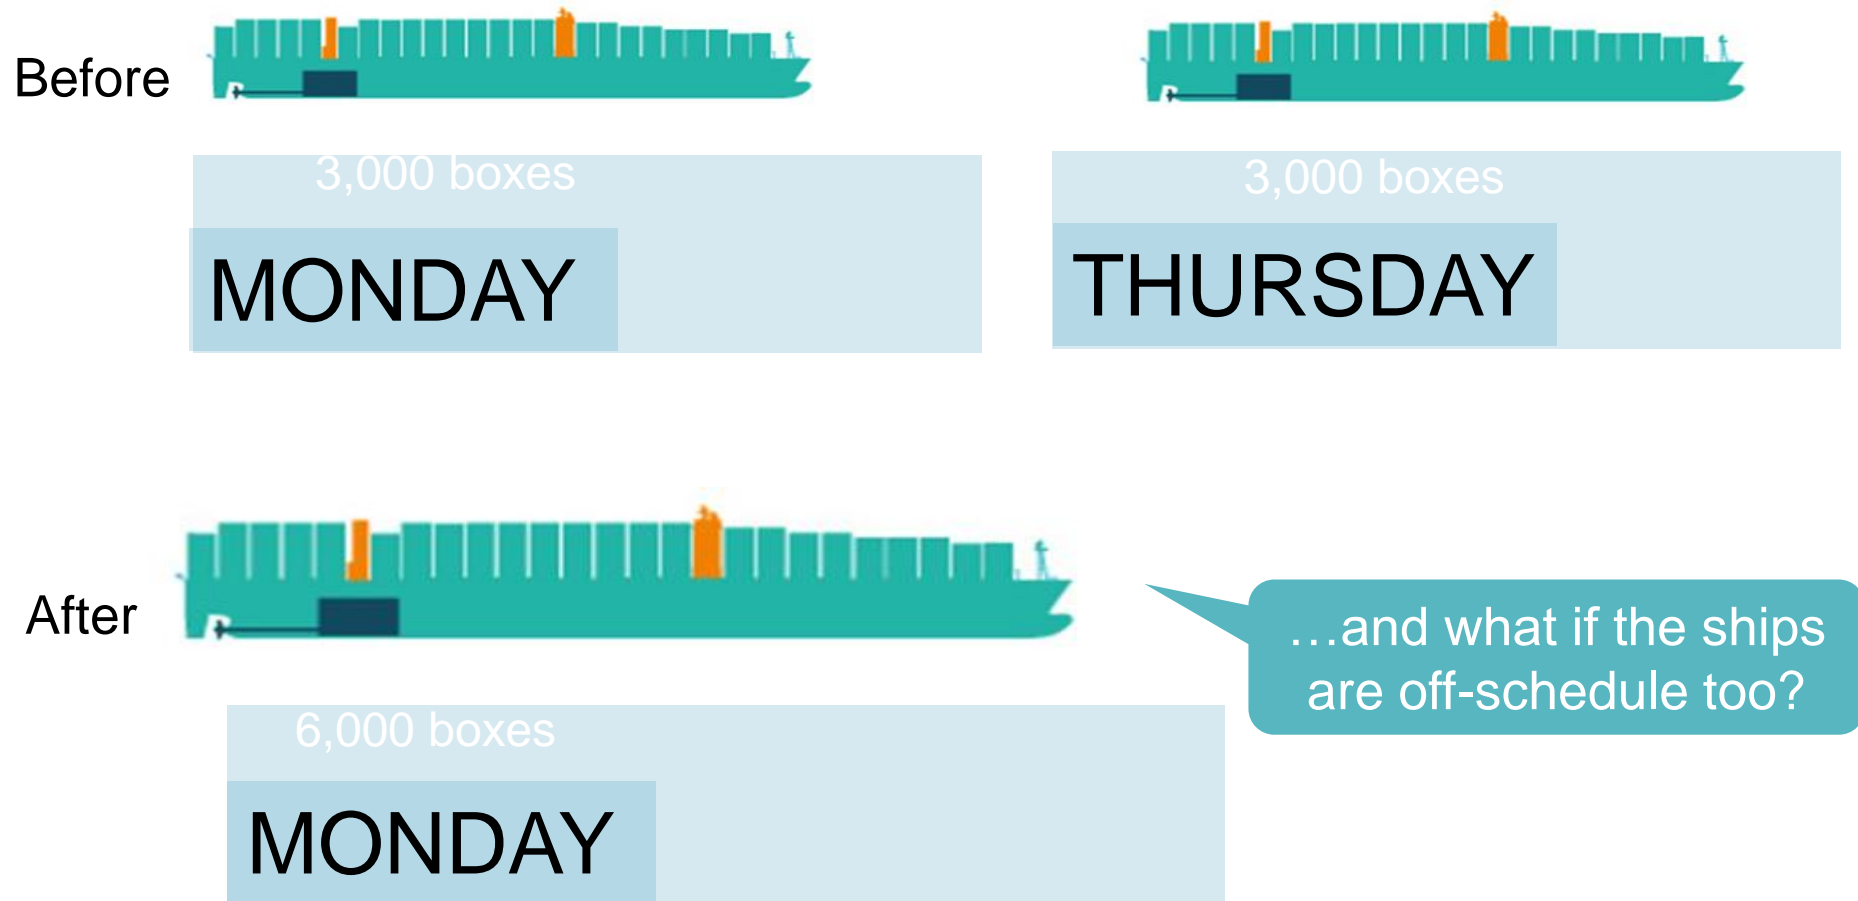 Before
3,000 boxes
3,000 boxes
MONDAY
THURSDAY
After
…and what if the ships
are off-schedule too?
6,000 boxes
MONDAY